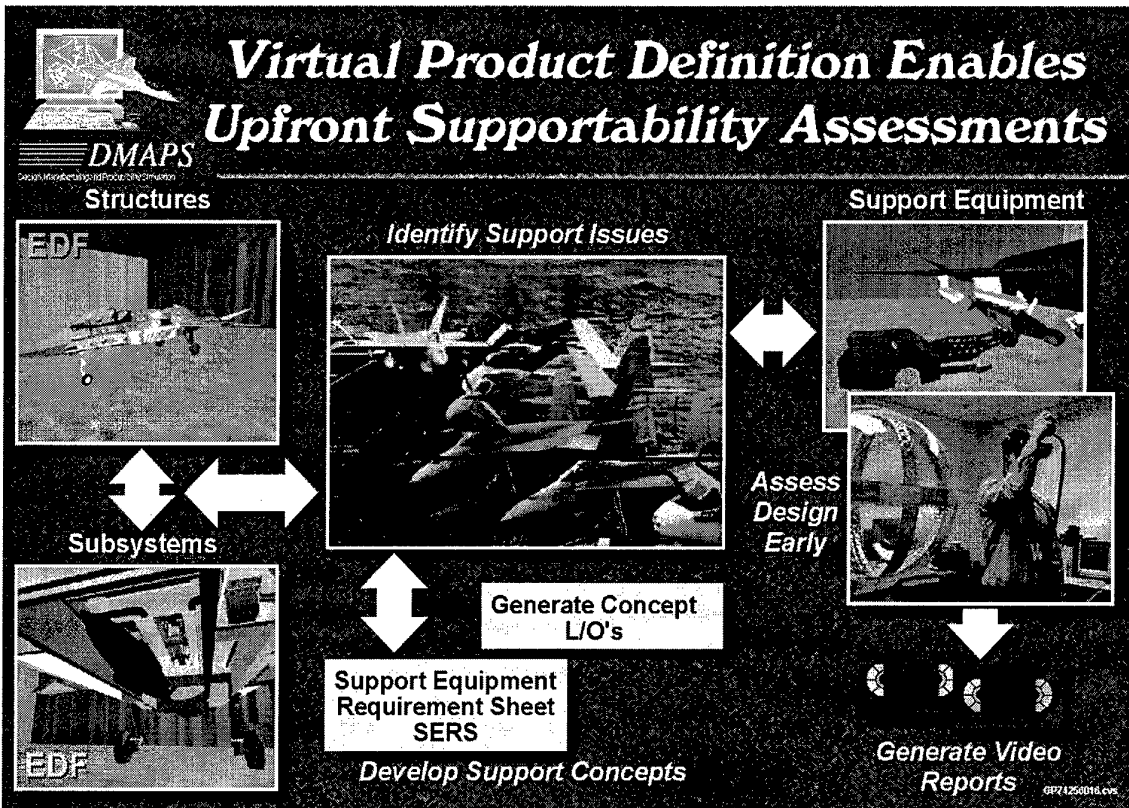 Virtual Product Definition Enables
Upfront Supportability Assessments
DMAPS
Structures
EDF
Identify Support Issues
Support Equipment
Assess
Design
Early
Subsystems
EDF
Generate Concept
L/O's
Support Equipment
Requirement Sheet
SERS
Develop Support Concepts
Generate Video
Reports